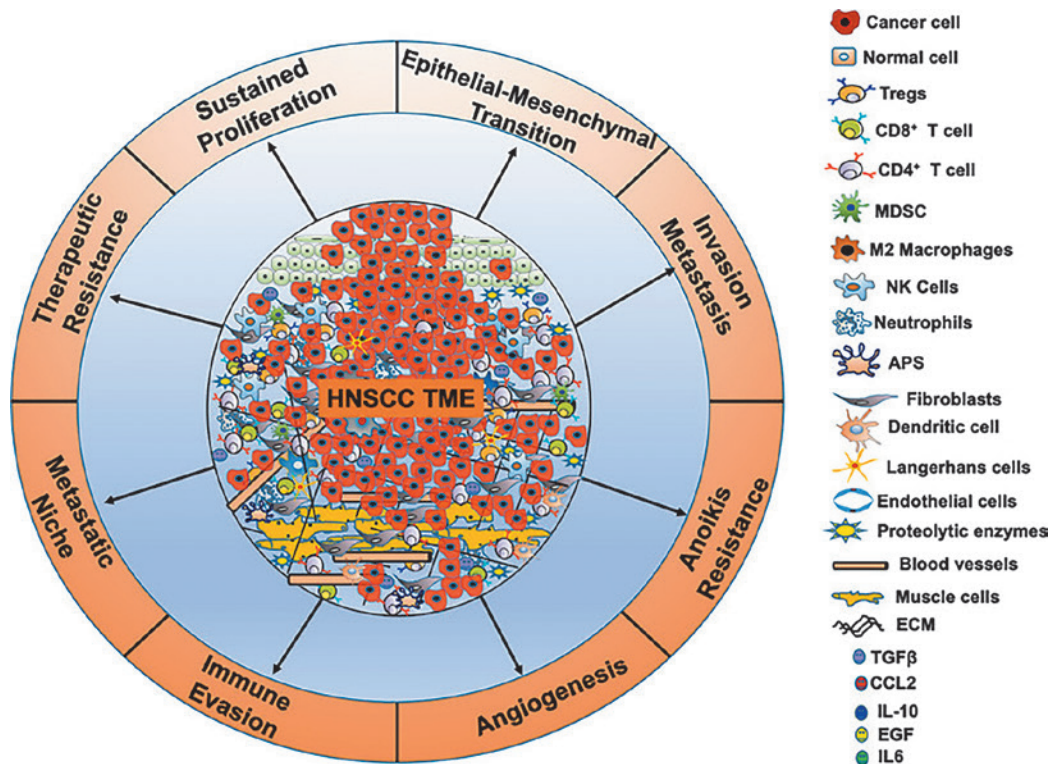 Sustained
Proliferation
Epithelial-Mesenchymal
Transition
Invasion
Metastasis
Anoikis
Resistance
Angiogenesis
Immune
Evasion
Metastatic
Niche
Therapeutic
Resistance
HNSCC TME
Cancer cell
Normal cell
Tregs
CD8⁺ T cell
CD4⁺ T cell
MDSC
M2 Macrophages
NK Cells
Neutrophils
APS
Fibroblasts
Dendritic cell
Langerhans cells
Endothelial cells
Proteolytic enzymes
Blood vessels
Muscle cells
ECM
TGFβ
CCL2
IL-10
EGF
IL6